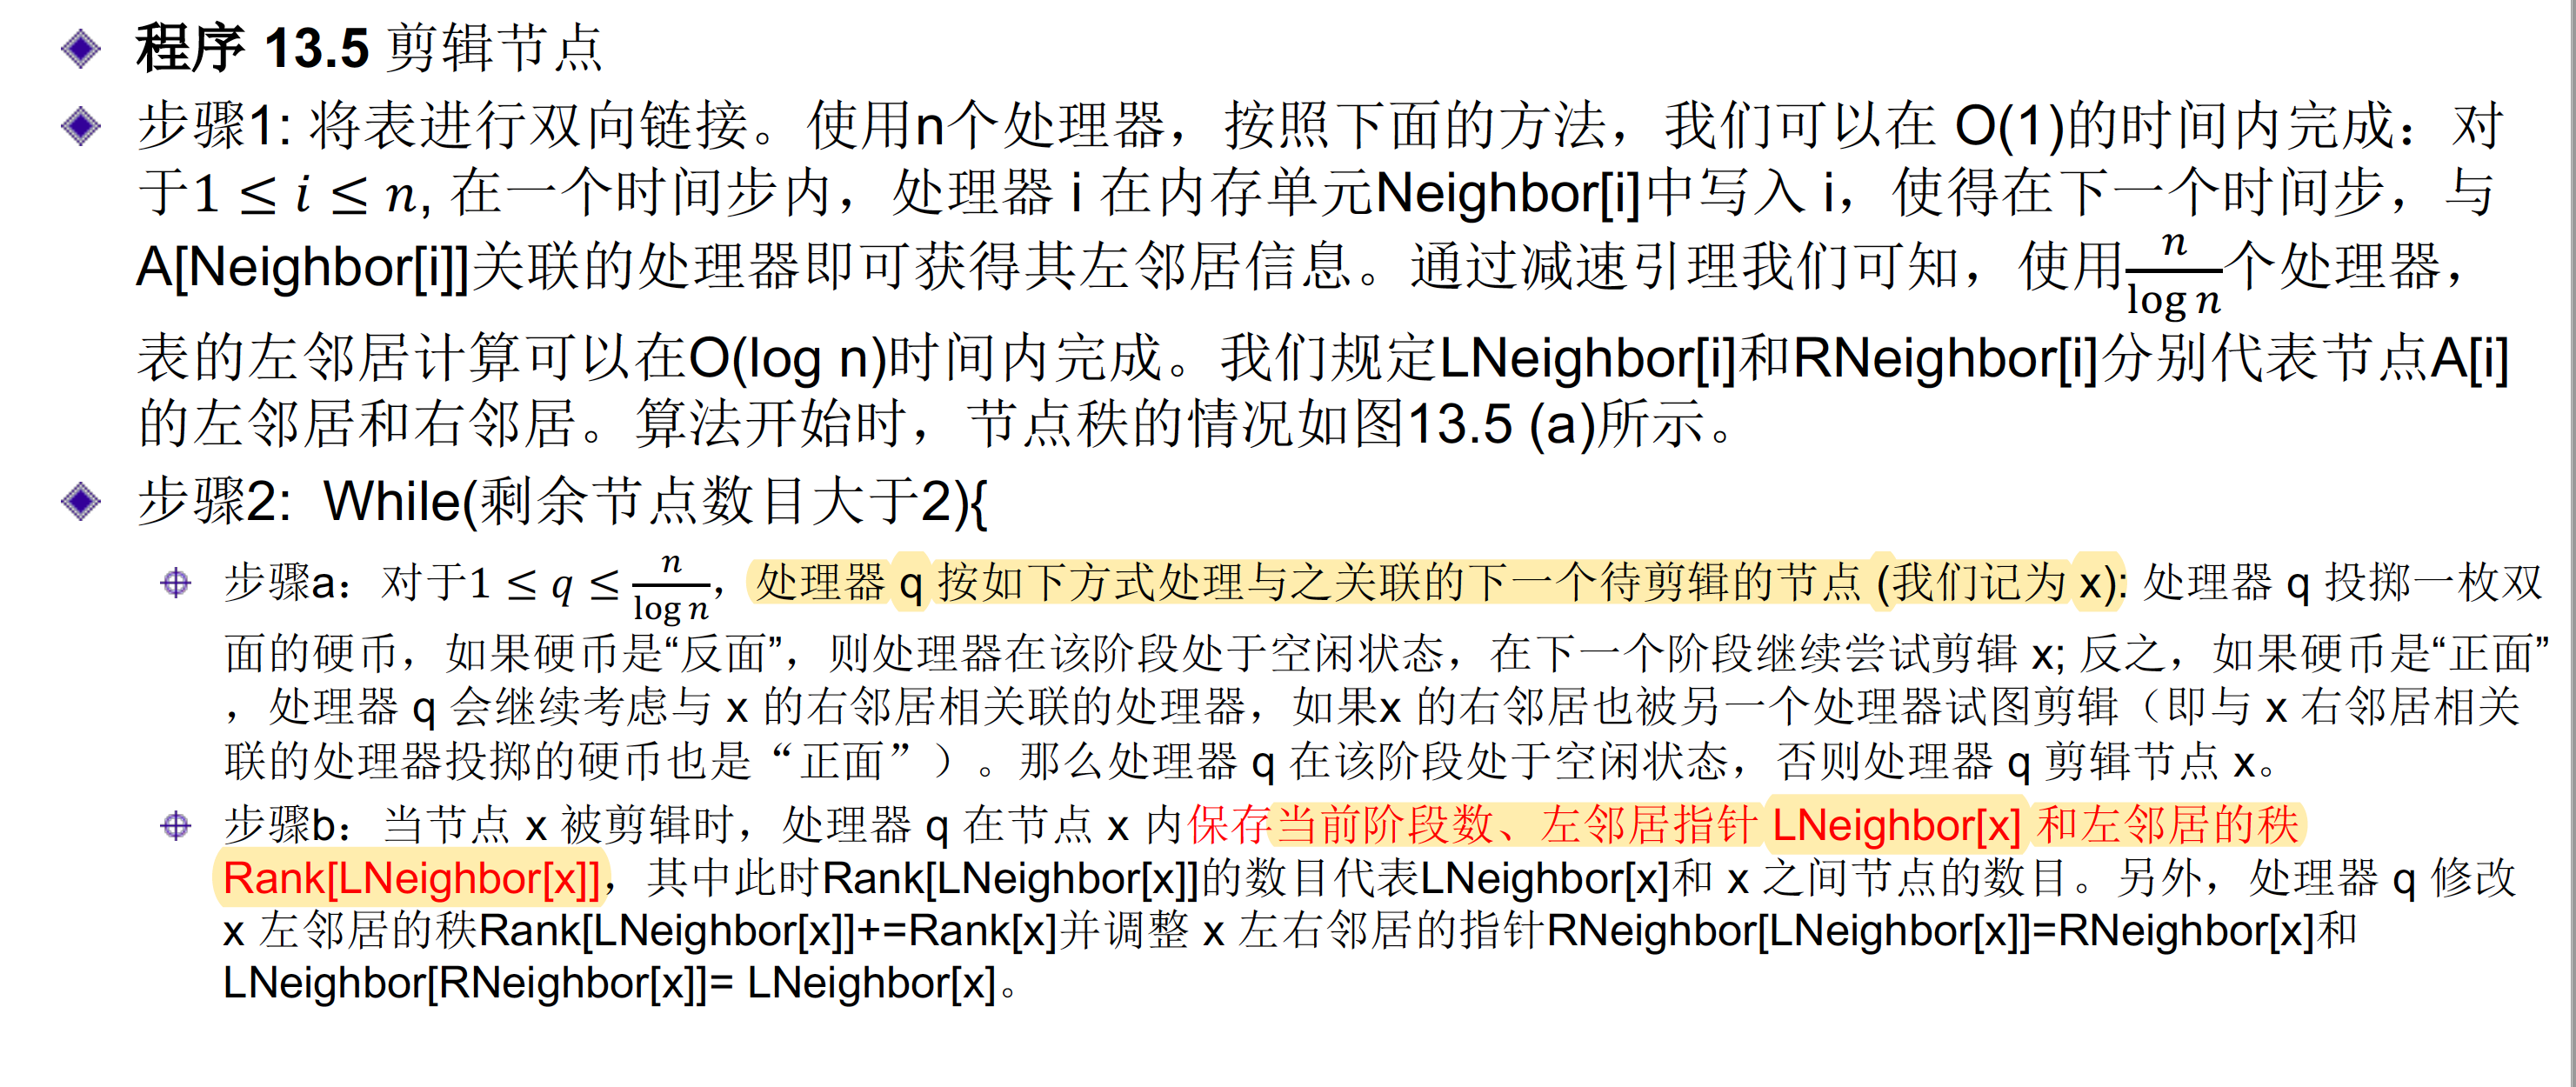 程序 13.5 剪辑节点
步骤1: 将表进行双向链接。使用n个处理器，按照下面的方法，我们可以在 O(1)的时间内完成：对
于1 ≤ i ≤ n, 在一个时间步内，处理器 i 在内存单元Neighbor[i]中写入 i，使得在下一个时间步，与
A[Neighbor[i]]关联的处理器即可获得其左邻居信息。通过减速引理我们可知，使用n/log n个处理器，
表的左邻居计算可以在O(log n)时间内完成。我们规定LNeighbor[i]和RNeighbor[i]分别代表节点A[i]
的左邻居和右邻居。算法开始时，节点秩的情况如图13.5 (a)所示。
步骤2: While(剩余节点数目大于2){
步骤a：对于1 ≤ q ≤ n/log n，处理器 q 按如下方式处理与之关联的下一个待剪辑的节点 (我们记为 x): 处理器 q 投掷一枚双
面的硬币，如果硬币是“反面”，则处理器在该阶段处于空闲状态，在下一个阶段继续尝试剪辑 x; 反之，如果硬币是“正面”
，处理器 q 会继续考虑与 x 的右邻居相关联的处理器，如果x 的右邻居也被另一个处理器试图剪辑（即与 x 右邻居相关
联的处理器投掷的硬币也是“正面”）。那么处理器 q 在该阶段处于空闲状态，否则处理器 q 剪辑节点 x。
步骤b：当节点 x 被剪辑时，处理器 q 在节点 x 内保存当前阶段数、左邻居指针 LNeighbor[x] 和左邻居的秩
Rank[LNeighbor[x]]，其中此时Rank[LNeighbor[x]]的数目代表LNeighbor[x]和 x 之间节点的数目。另外，处理器 q 修改
x 左邻居的秩Rank[LNeighbor[x]]+=Rank[x]并调整 x 左右邻居的指针RNeighbor[LNeighbor[x]]=RNeighbor[x]和
LNeighbor[RNeighbor[x]]= LNeighbor[x]。